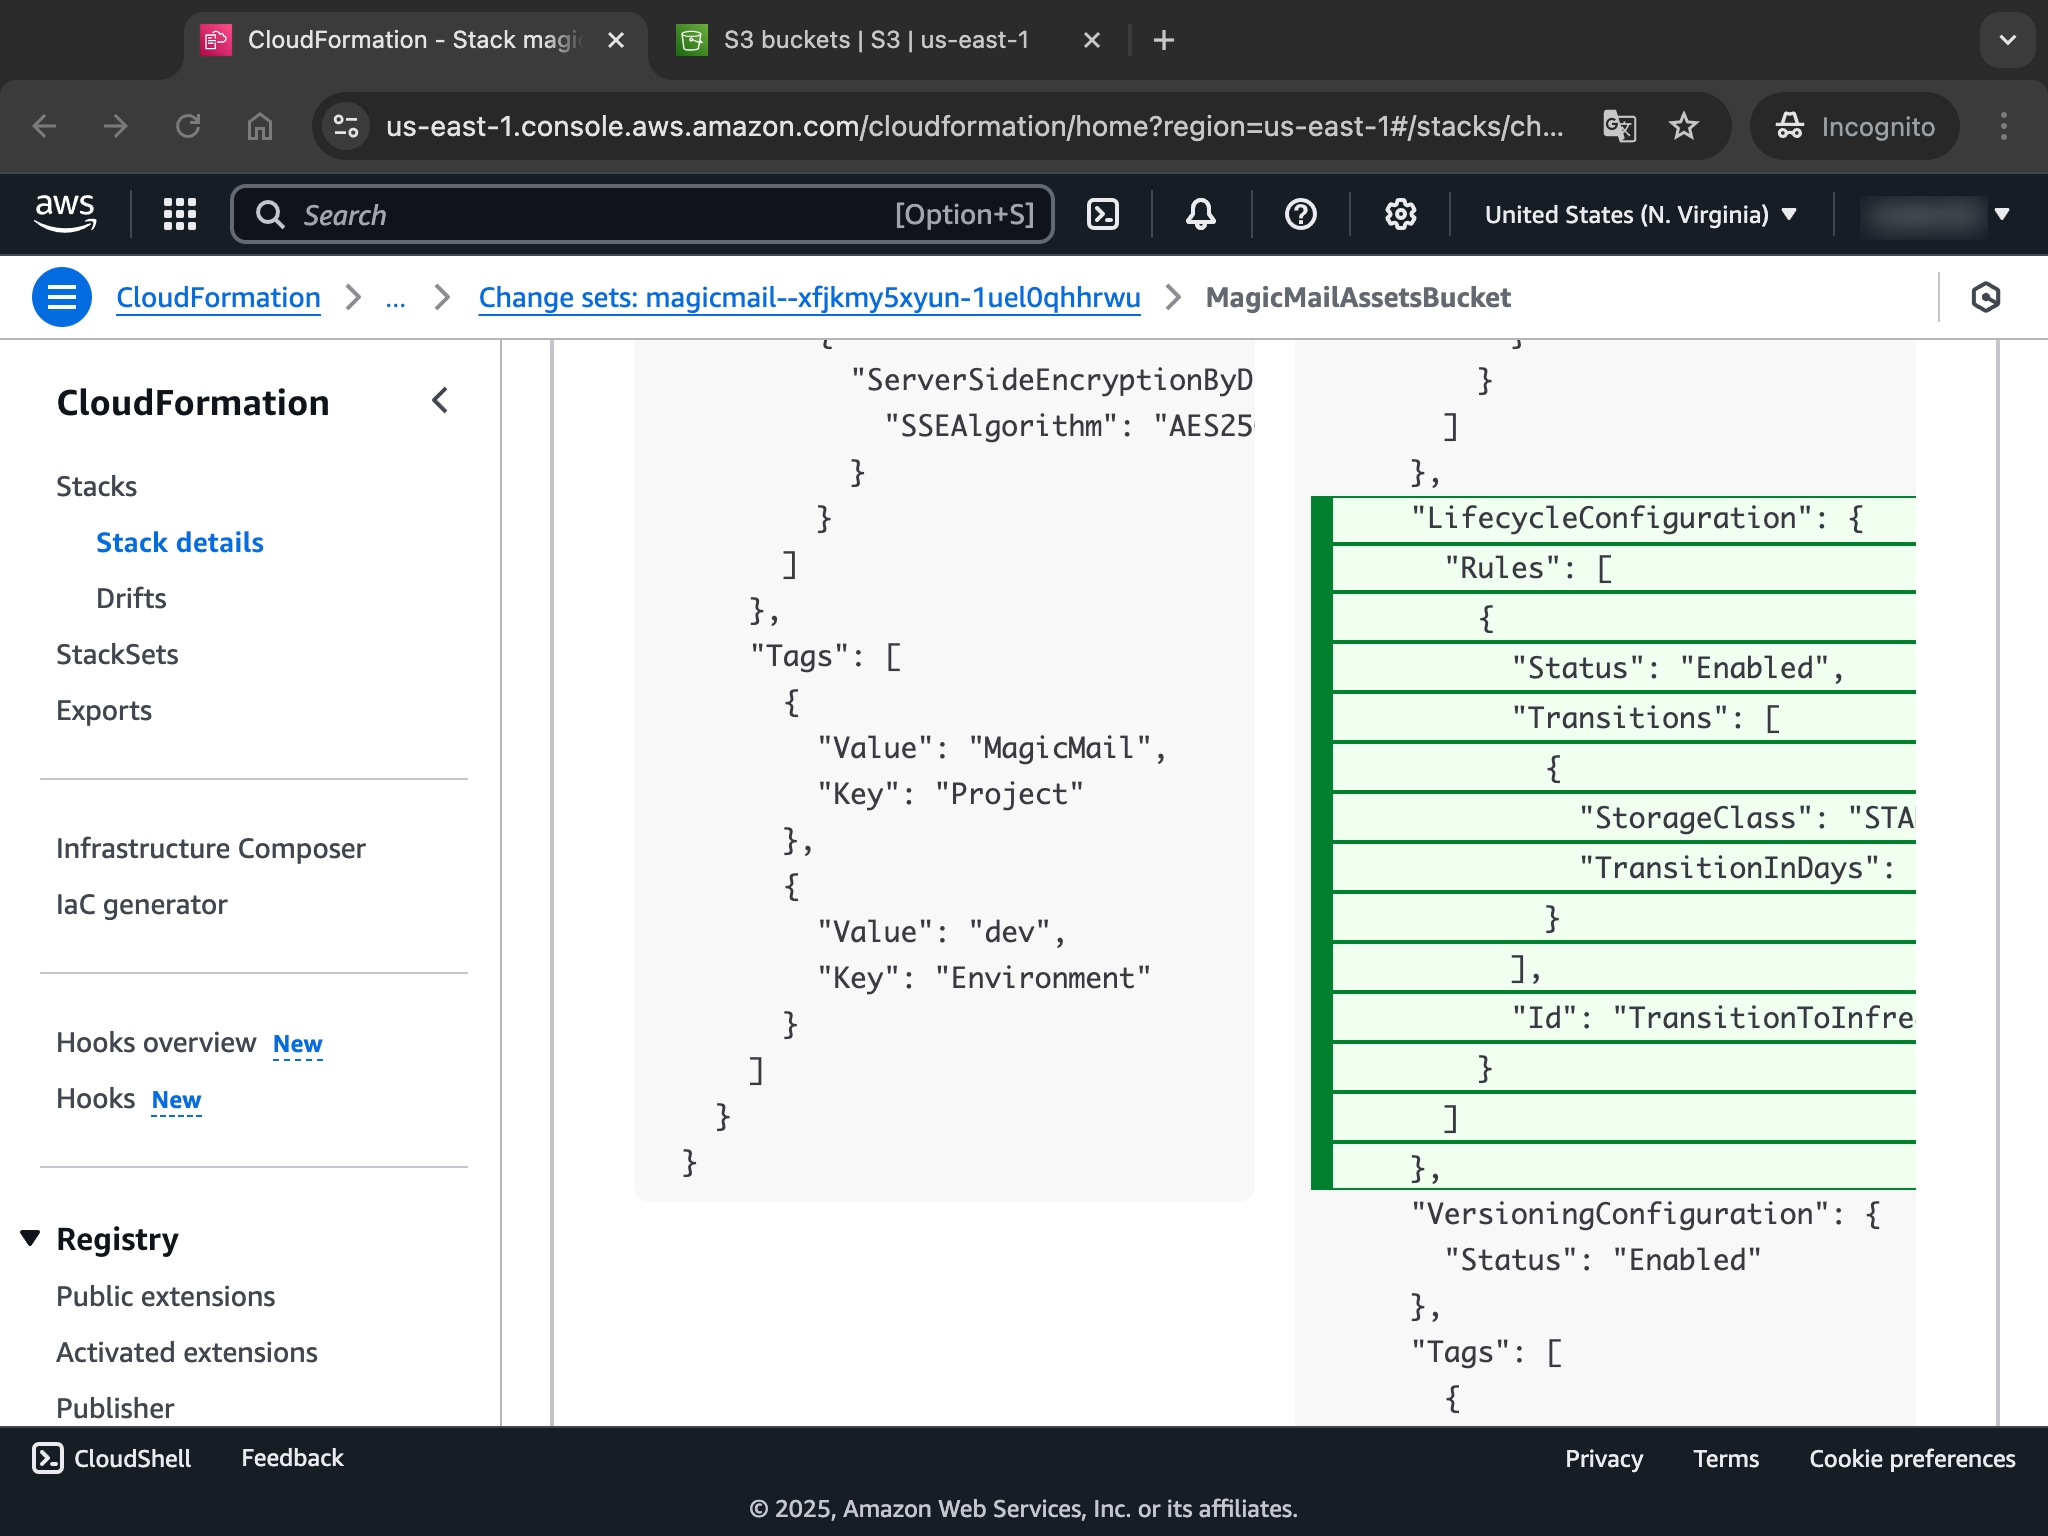 CloudFormation - Stack magi
S3 buckets | S3 | us-east-1
us-east-1.console.aws.amazon.com/cloudformation/home?region=us-east-1#/stacks/ch...
Incognito
aws
Search
[Option+S]
United States (N. Virginia)
CloudFormation
...
Change sets: magicmail--xfjkmy5xyun-1uel0qhhrwu
MagicMailAssetsBucket
CloudFormation
Stacks
Stack details
Drifts
StackSets
Exports
Infrastructure Composer
IaC generator
Hooks overview New
Hooks New
Registry
Public extensions
Activated extensions
Publisher
{
"ServerSideEncryptionByD
"SSEAlgorithm": "AES25
}
}
]
},
"Tags": [
{
"Value": "MagicMail",
"Key": "Project"
},
{
"Value": "dev",
"Key": "Environment"
}
]
}
}
}
}
]
},
"LifecycleConfiguration": {
"Rules": [
{
"Status": "Enabled",
"Transitions": [
{
"StorageClass": "STA
"TransitionInDays":
}
],
"Id": "TransitionToInfre
}
]
},
"VersioningConfiguration": {
"Status": "Enabled"
},
"Tags": [
{
CloudShell
Feedback
Privacy
Terms
Cookie preferences
© 2025, Amazon Web Services, Inc. or its affiliates.